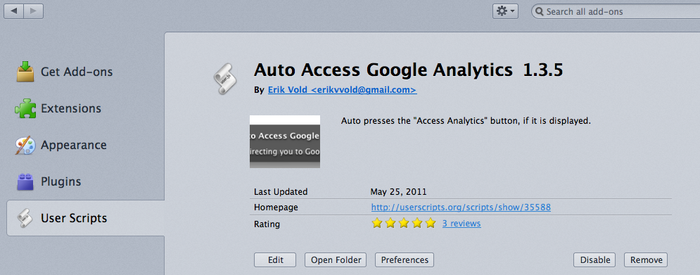 Search all add-ons
Get Add-ons
Extensions
Appearance
Plugins
User Scripts
Auto Access Google Analytics 1.3.5
By Erik Vold <erikvvold@gmail.com>
o Access Google
irecting you to Goo
Auto presses the "Access Analytics" button, if it is displayed.
Last Updated May 25, 2011
Homepage http://userscripts.org/scripts/show/35588
Rating 3 reviews
Edit Open Folder Preferences Disable Remove